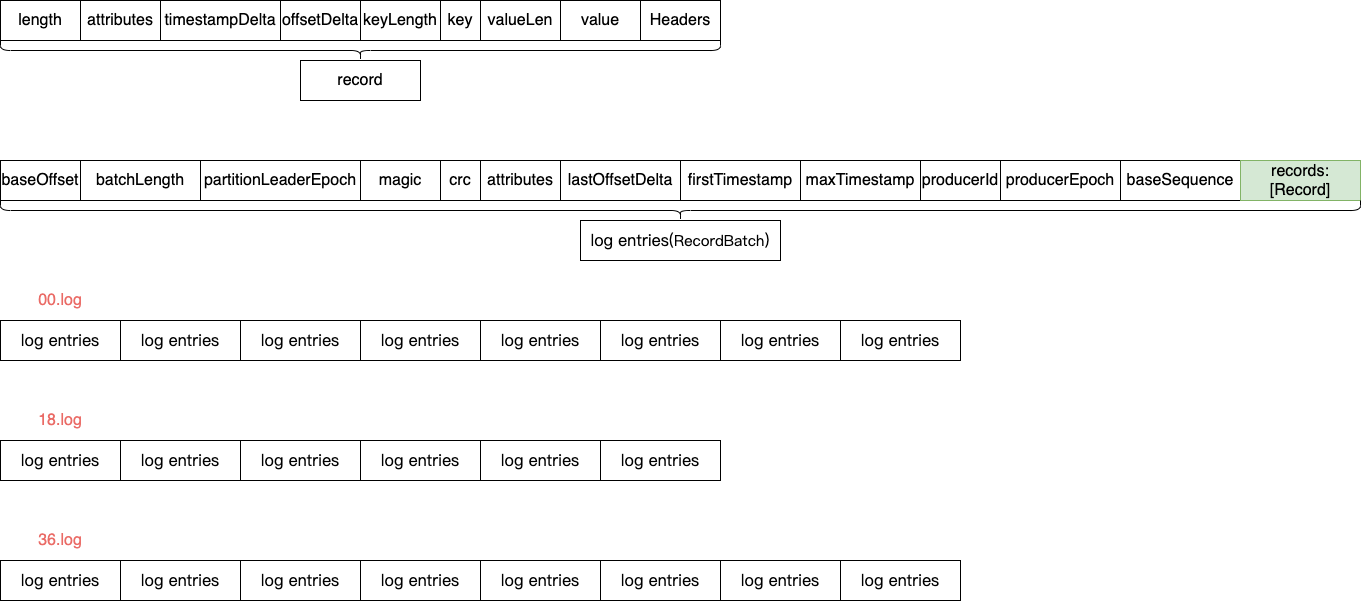 length attributes timestampDelta offsetDelta keyLength key valueLen value Headers
record
baseOffset batchLength partitionLeaderEpoch magic crc attributes lastOffsetDelta firstTimestamp maxTimestamp producerId producerEpoch baseSequence records:
[Record]
log entries(RecordBatch)
00.log
log entries log entries log entries log entries log entries log entries log entries log entries
18.log
log entries log entries log entries log entries log entries log entries
36.log
log entries log entries log entries log entries log entries log entries log entries log entries